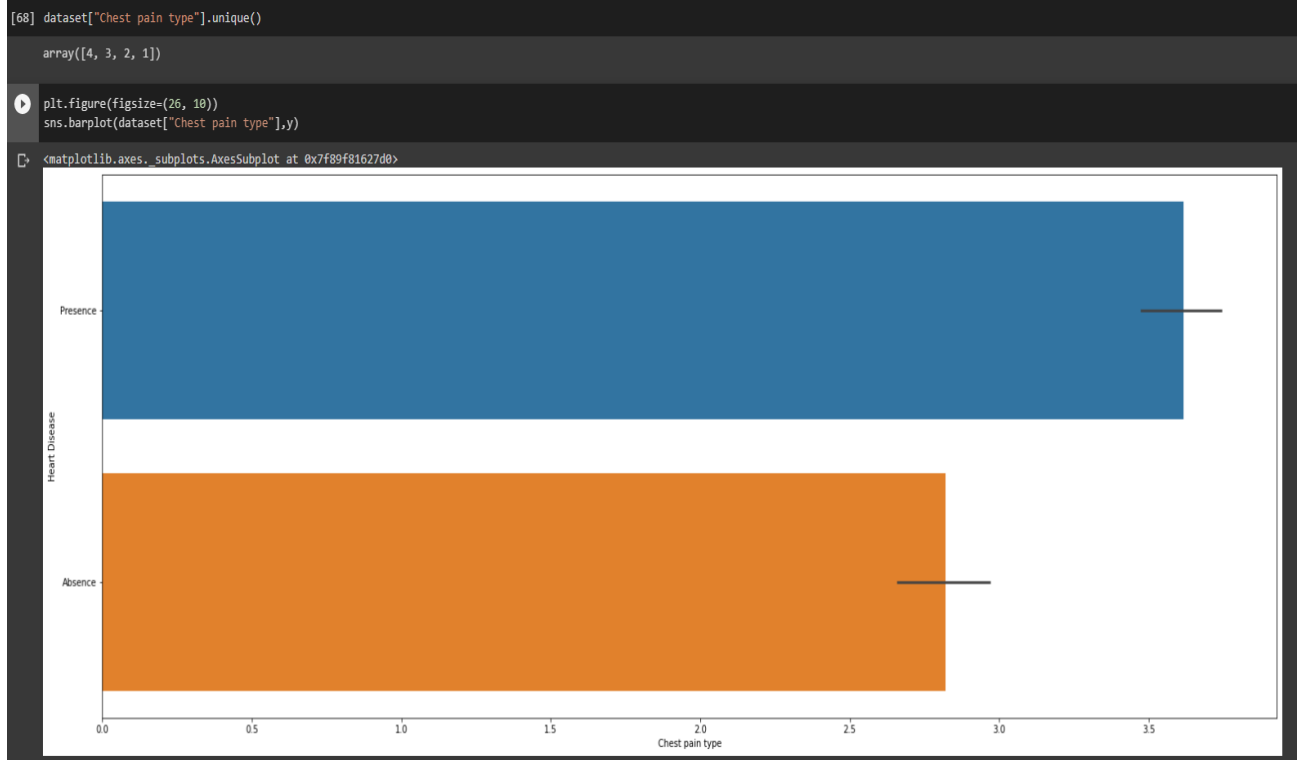 [68] dataset["Chest pain type"].unique()
array([4, 3, 2, 1])
plt.figure(figsize=(26, 10))
sns.barplot(dataset["Chest pain type"],y)
<matplotlib.axes._subplots.AxesSubplot at 0x7f89f81627d0>
Presence
Heart Disease
Absence
0.0 0.5 1.0 1.5 2.0 2.5 3.0 3.5
Chest pain type